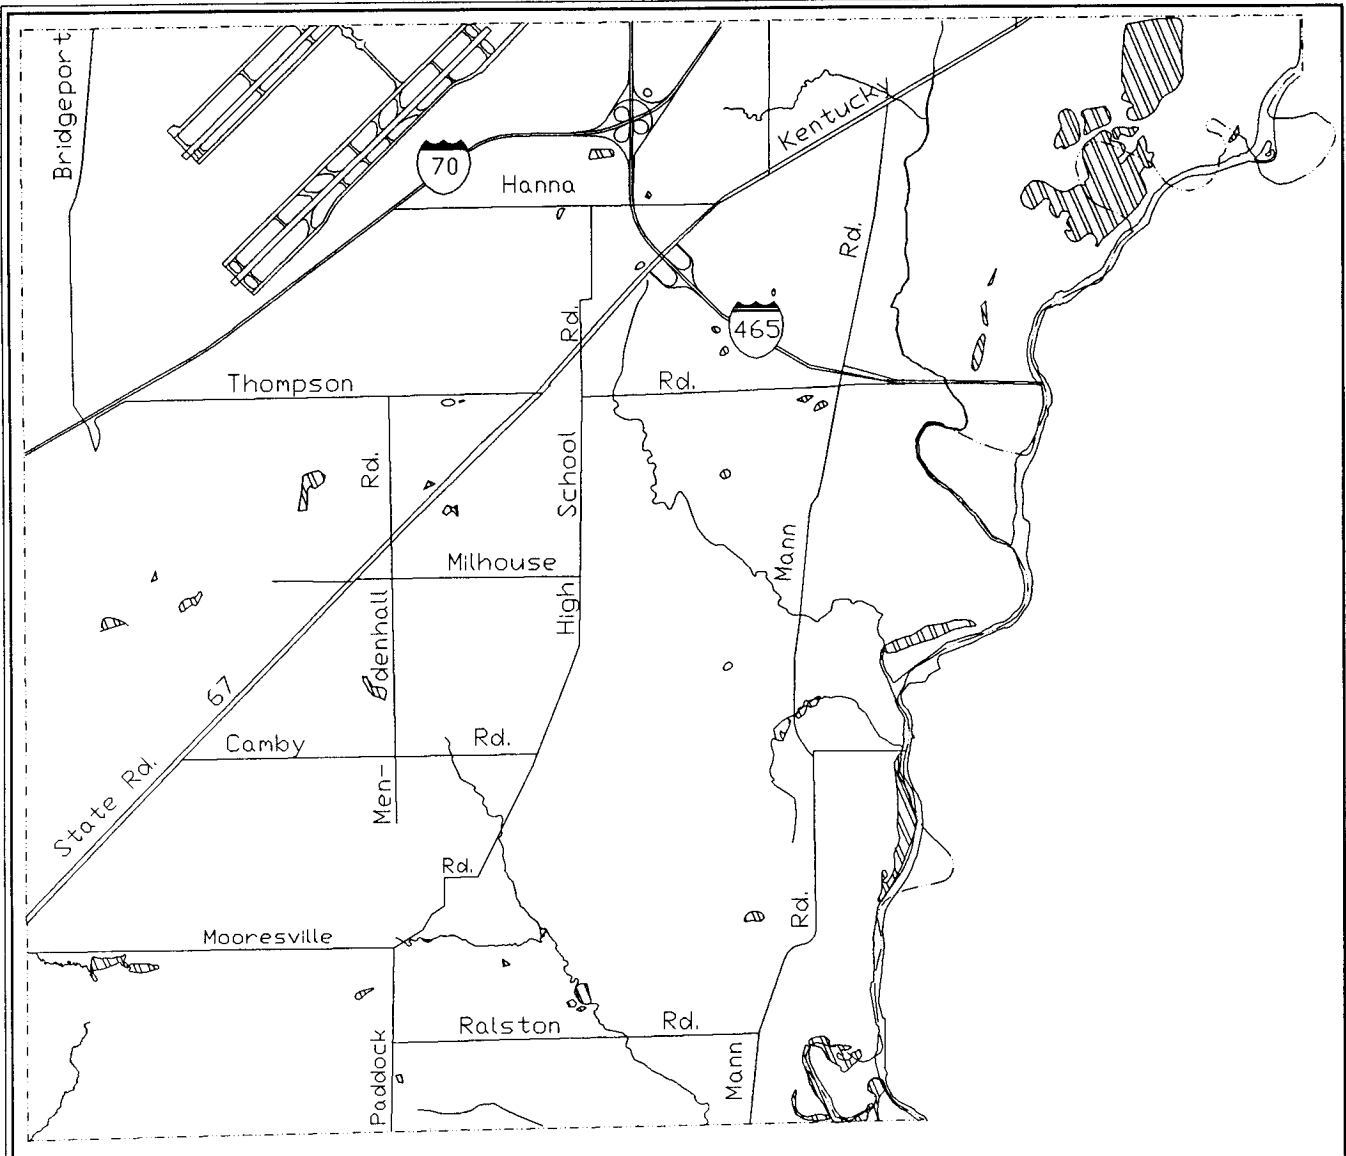 Bridgeport
Kentucky
70
Hanna
Rd.
Rd.
465
Thompson
Rd.
Rd.
School
Mann
Milhouse
High
denhall
67
Camby
Rd.
Men-
State Rd.
Rd.
Rd.
Mooresville
Ralston
Rd.
Paddock
Mann